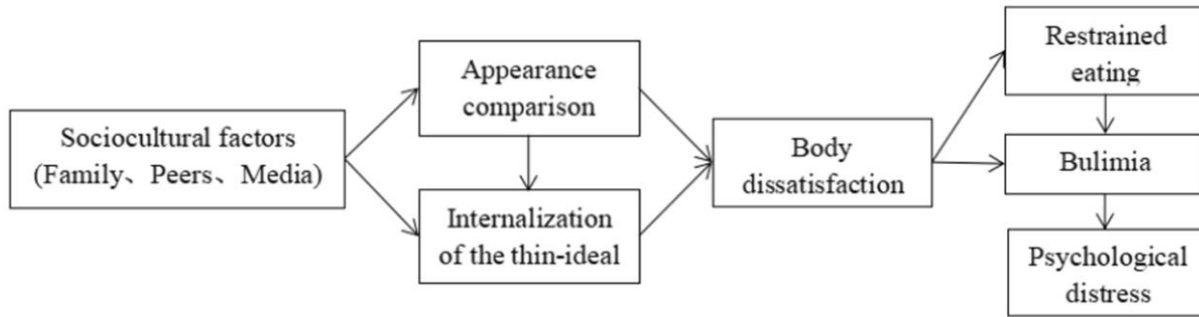 Sociocultural factors
(Family、Peers、Media)
Appearance
comparison
Internalization
of the thin-ideal
Body
dissatisfaction
Restrained
eating
Bulimia
Psychological
distress